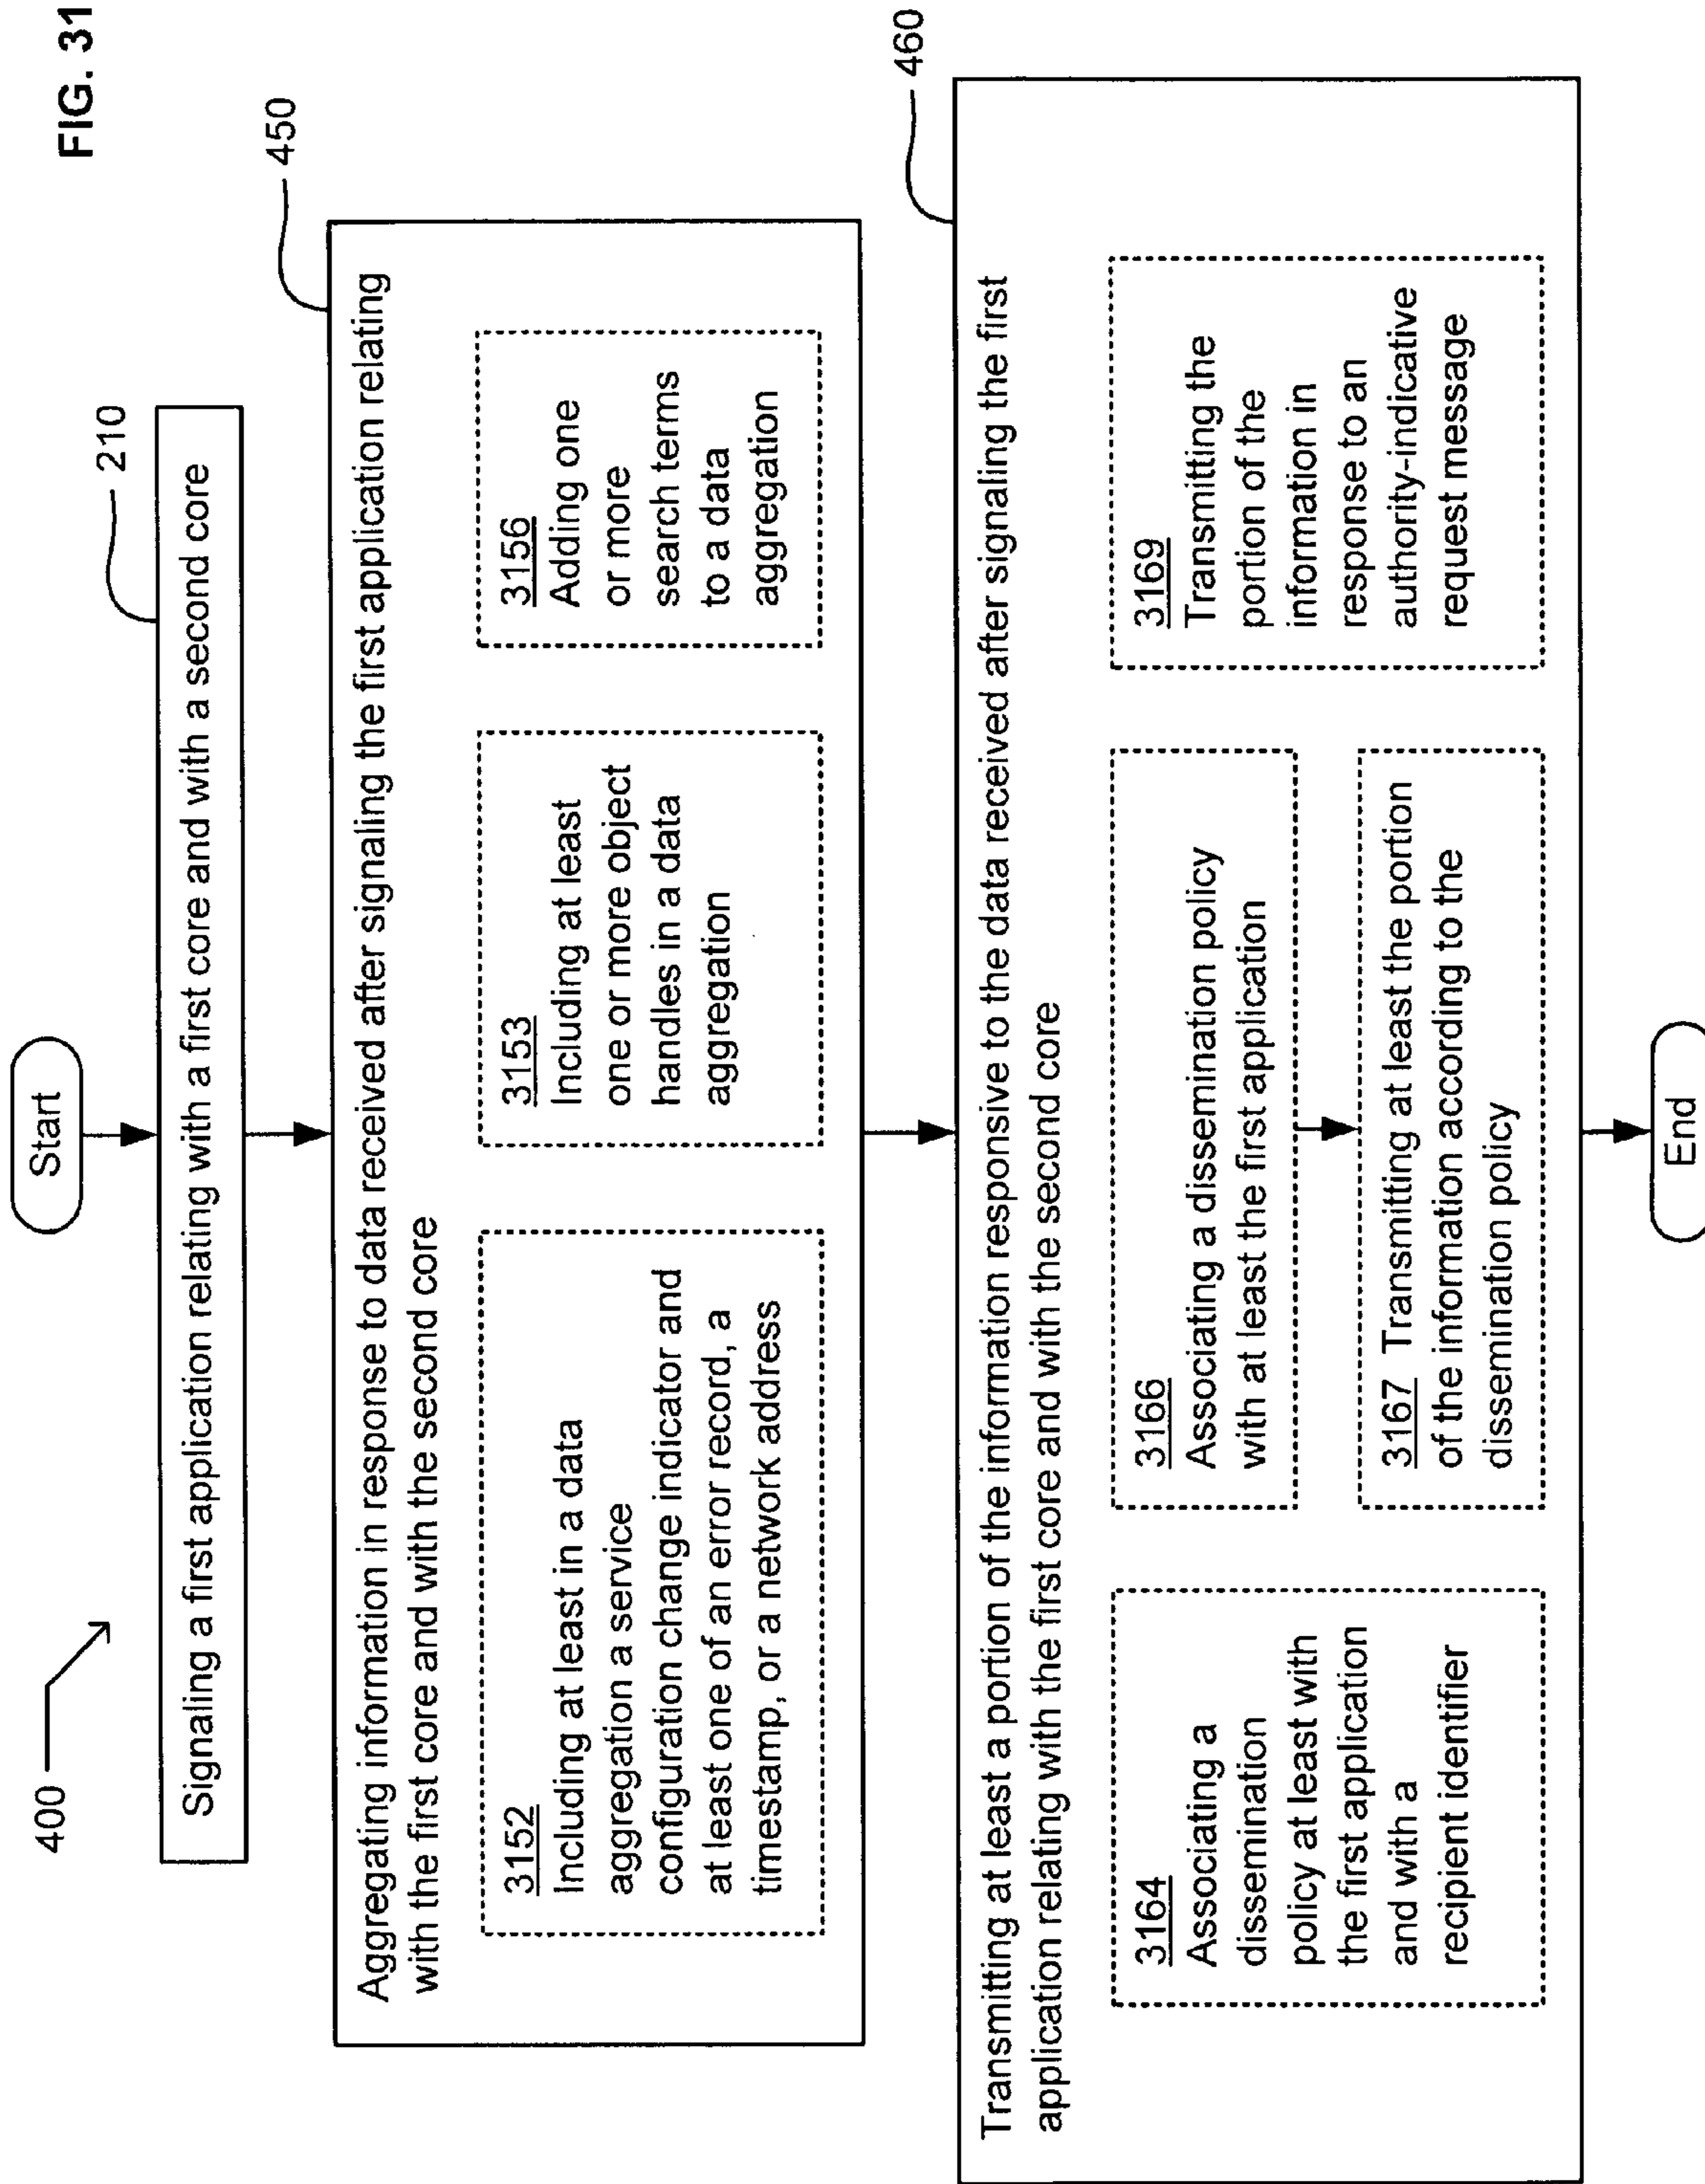 FIG. 31
400
Start
210
Signaling a first application relating with a first core and with a second core
450
Aggregating information in response to data received after signaling the first application relating
with the first core and with the second core
3152
Including at least in a data
aggregation a service
configuration change indicator and
at least one of an error record, a
timestamp, or a network address
3153
Including at least
one or more object
handles in a data
aggregation
3156
Adding one
or more
search terms
to a data
aggregation
460
Transmitting at least a portion of the information responsive to the data received after signaling the first
application relating with the first core and with the second core
3164
Associating a
dissemination
policy at least with
the first application
and with a
recipient identifier
3166
Associating a dissemination policy
with at least the first application
3167 Transmitting at least the portion
of the information according to the
dissemination policy
3169
Transmitting the
portion of the
information in
response to an
authority-indicative
request message
End